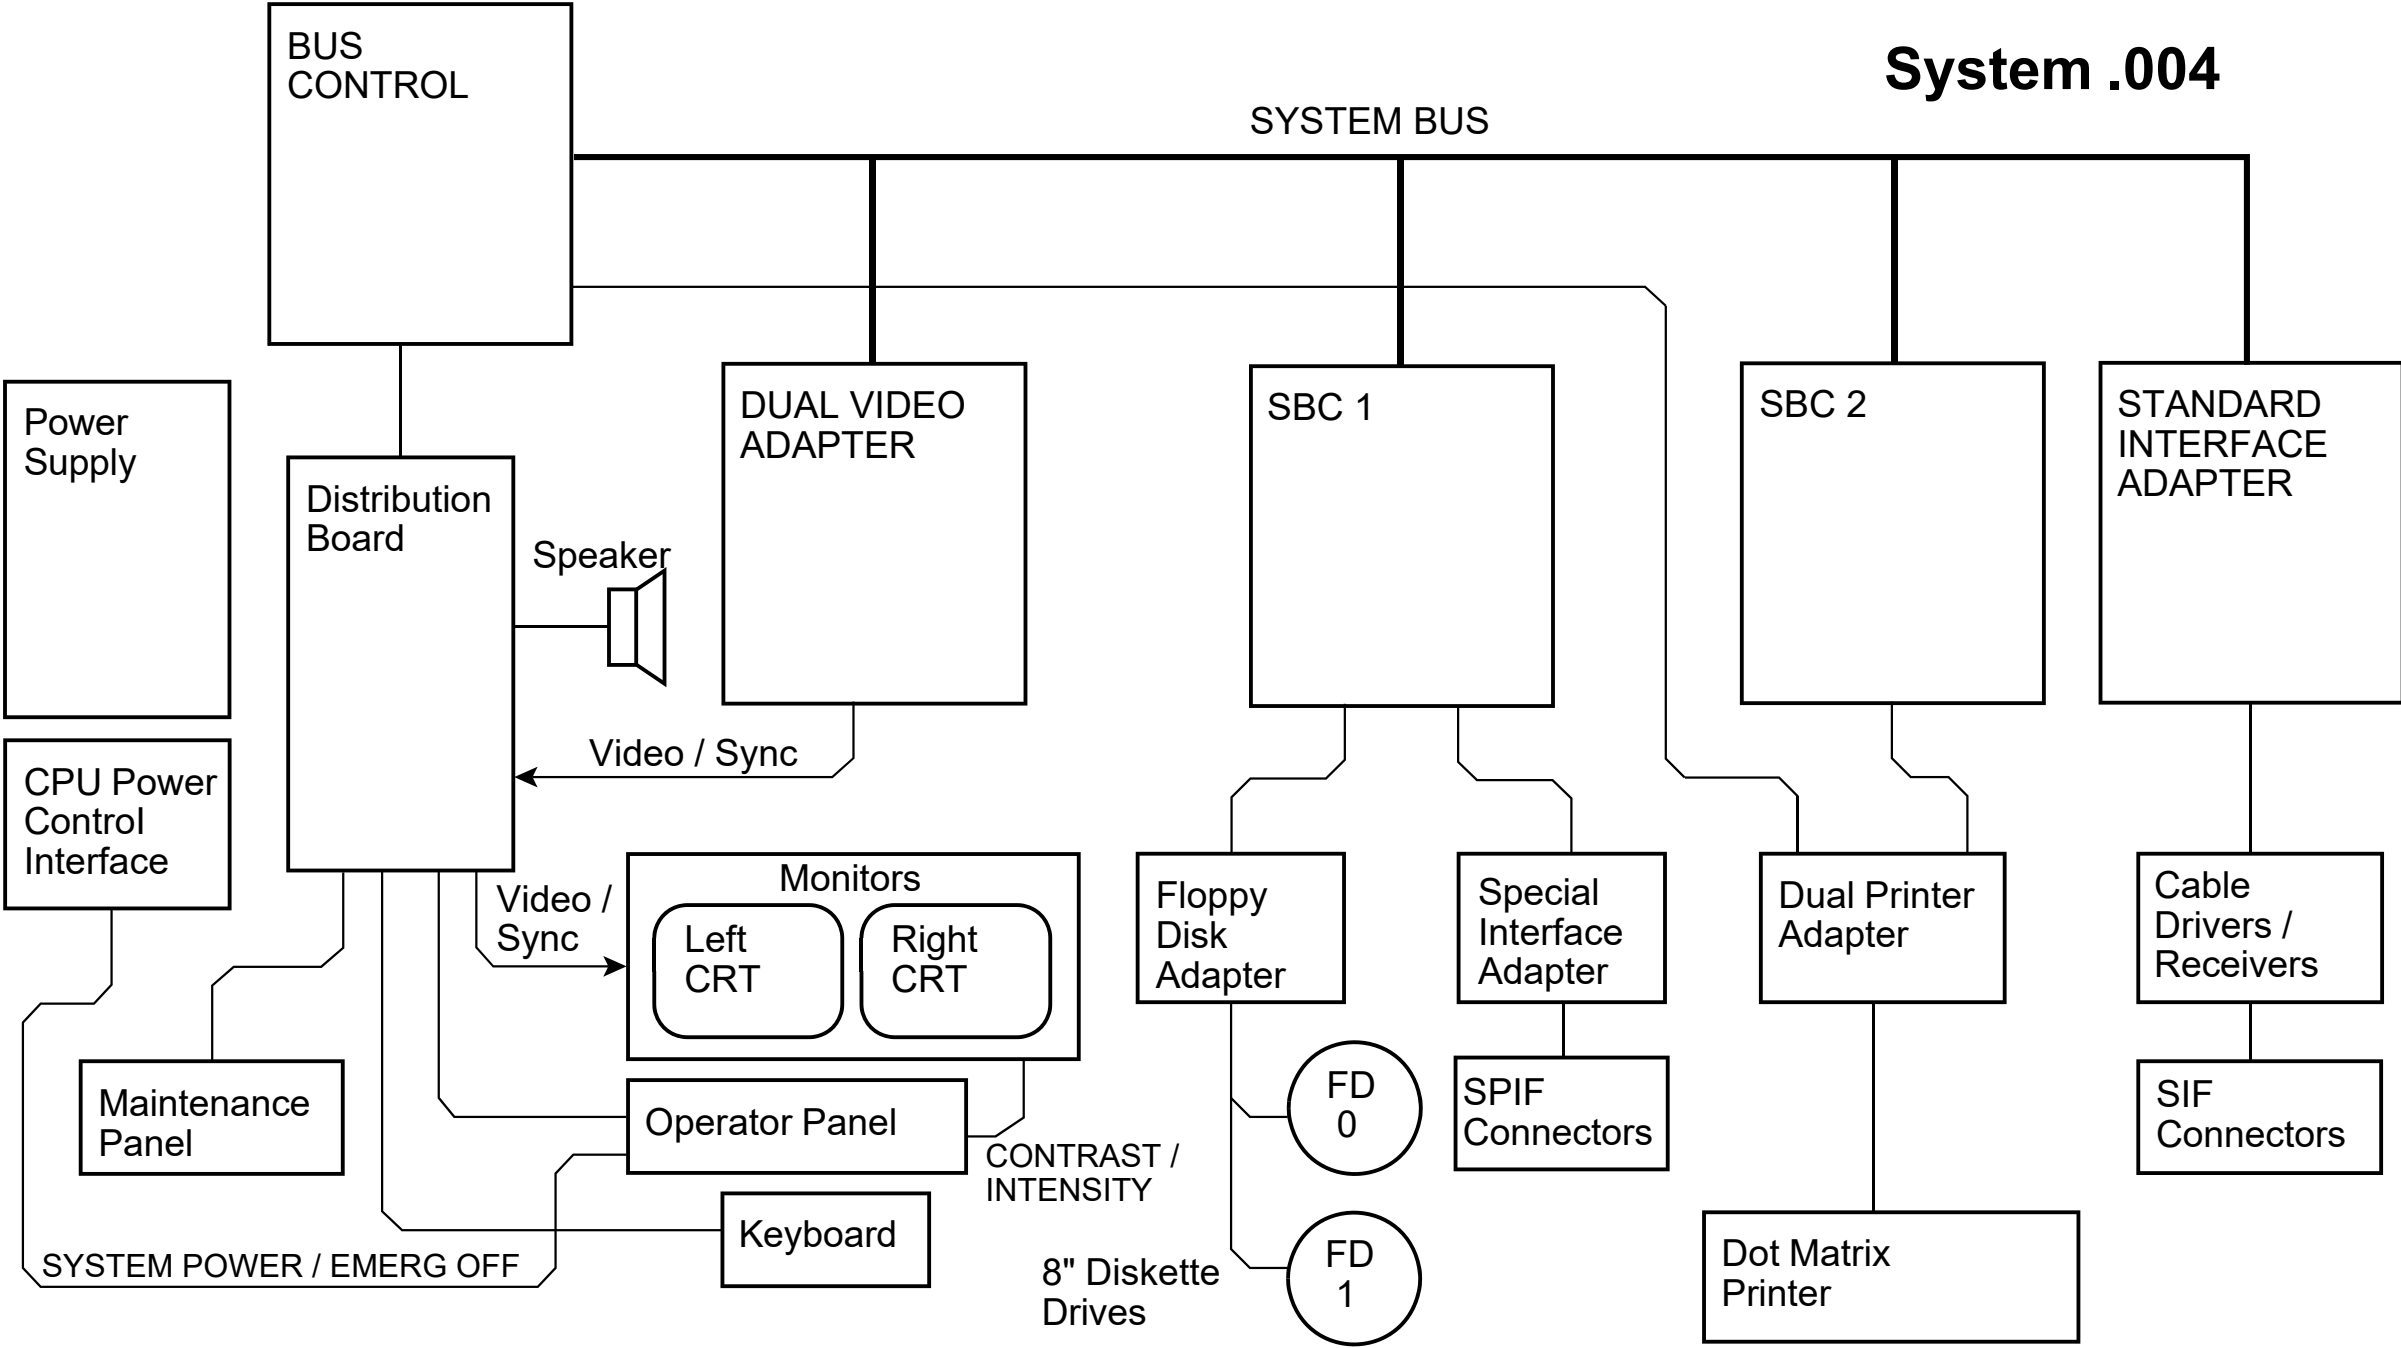 BUS
CONTROL
System .004
SYSTEM BUS
Power
Supply
DUAL VIDEO
ADAPTER
SBC 1
SBC 2
STANDARD
INTERFACE
ADAPTER
Distribution
Board
Speaker
Video / Sync
CPU Power
Control
Interface
Video /
Sync
Monitors
Left
CRT
Right
CRT
Floppy
Disk
Adapter
Special
Interface
Adapter
Dual Printer
Adapter
Cable
Drivers /
Receivers
Maintenance
Panel
Operator Panel
CONTRAST /
INTENSITY
FD
0
SPIF
Connectors
SIF
Connectors
Keyboard
SYSTEM POWER / EMERG OFF
8" Diskette
Drives
FD
1
Dot Matrix
Printer